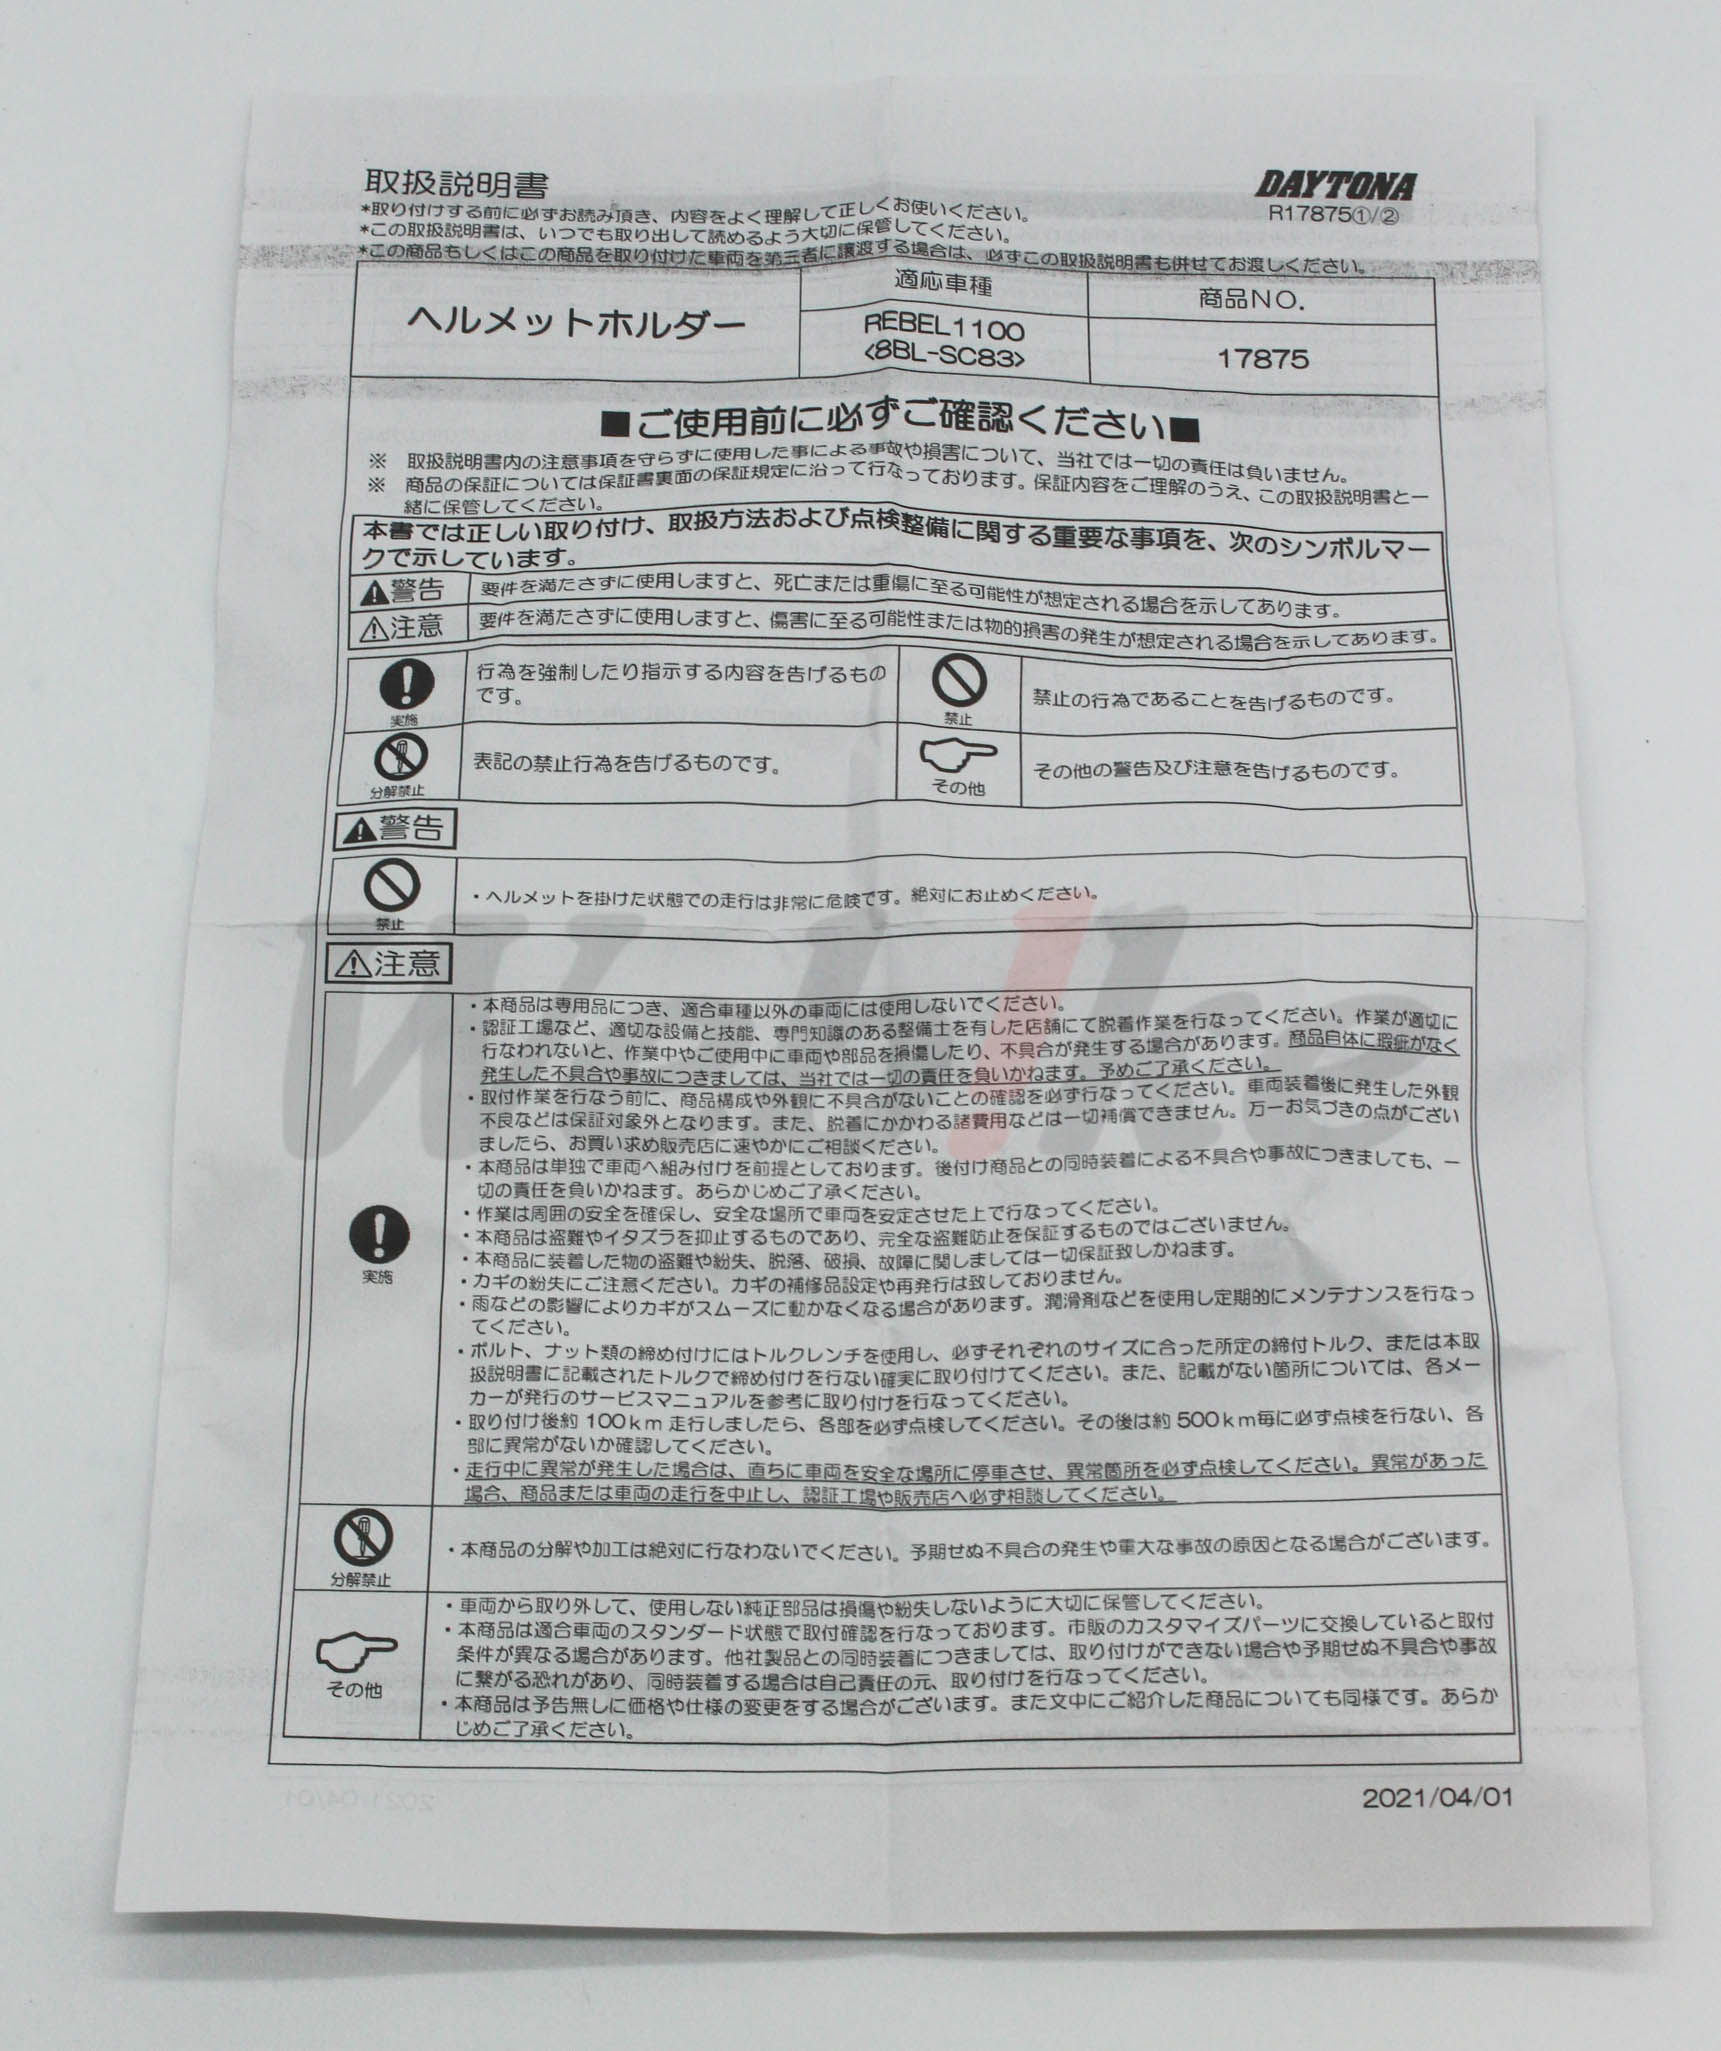 取扱説明書
DAYTONA
R17875①/②
*取り付けする前に必ずお読み頂き、内容をよく理解して正しくお使いください。
*この取扱説明書は、いつでも取り出して読めるよう大切に保管してください。
*この商品もしくはこの商品を取り付けた車両を第三者に譲渡する場合は、必ずこの取扱説明書も併せてお渡しください。
ヘルメットホルダー
適応車種
商品NO.
REBEL1100
<8BL-SC83>
17875
■ご使用前に必ずご確認ください■
※ 取扱説明書内の注意事項を守らずに使用した事による事故や損害について、当社では一切の責任は負いません。
※ 商品の保証については保証書裏面の保証規定に沿って行なっております。保証内容をご理解のうえ、この取扱説明書と一
緒に保管してください。
本書では正しい取り付け、取扱方法および点検整備に関する重要な事項を、次のシンボルマー
クで示しています。
⚠警告 要件を満たさずに使用しますと、死亡または重傷に至る可能性が想定される場合を示してあります。
⚠注意 要件を満たさずに使用しますと、傷害に至る可能性または物的損害の発生が想定される場合を示してあります。
実施
行為を強制したり指示する内容を告げるもの
です。
禁止
禁止の行為であることを告げるものです。
分解禁止
表記の禁止行為を告げるものです。
その他
その他の警告及び注意を告げるものです。
⚠警告
禁止
・ヘルメットを掛けた状態での走行は非常に危険です。絶対にお止めください。
⚠注意
実施
・本商品は専用品につき、適合車種以外の車両には使用しないでください。
・認証工場など、適切な設備と技能、専門知識のある整備士を有した店舗にて脱着作業を行なってください。作業が適切に
行なわれないと、作業中やご使用中に車両や部品を損傷したり、不具合が発生する場合があります。商品自体に瑕疵がなく
発生した不具合や事故につきましては、当社では一切の責任を負いかねます。予めご了承ください。
・取付作業を行なう前に、商品構成や外観に不具合がないことの確認を必ず行なってください。車両装着後に発生した外観
不良などは保証対象外となります。また、脱着にかかわる諸費用などは一切補償できません。万一お気づきの点がござい
ましたら、お買い求め販売店に速やかにご相談ください。
・本商品は単独で車両へ組み付けを前提としております。後付け商品との同時装着による不具合や事故につきましても、一
切の責任を負いかねます。あらかじめご了承ください。
・作業は周囲の安全を確保し、安全な場所で車両を安定させた上で行なってください。
・本商品は盗難やイタズラを抑止するものであり、完全な盗難防止を保証するものではございません。
・本商品に装着した物の盗難や紛失、脱落、破損、故障に関しましては一切保証致しかねます。
・カギの紛失にご注意ください。カギの補修品設定や再発行は致しておりません。
・雨などの影響によりカギがスムーズに動かなくなる場合があります。潤滑剤などを使用し定期的にメンテナンスを行なっ
てください。
・ボルト、ナット類の締め付けにはトルクレンチを使用し、必ずそれぞれのサイズに合った所定の締付トルク、または本取
扱説明書に記載されたトルクで締め付けを行ない確実に取り付けてください。また、記載がない箇所については、各メー
カーが発行のサービスマニュアルを参考に取り付けを行なってください。
・取り付け後約 100km 走行しましたら、各部を必ず点検してください。その後は約 500km毎に必ず点検を行ない、各
部に異常がないか確認してください。
・走行中に異常が発生した場合は、直ちに車両を安全な場所に停車させ、異常箇所を必ず点検してください。異常があった
場合、商品または車両の走行を中止し、認証工場や販売店へ必ず相談してください。
分解禁止
・本商品の分解や加工は絶対に行なわないでください。予期せぬ不具合の発生や重大な事故の原因となる場合がございます。
その他
・車両から取り外して、使用しない純正部品は損傷や紛失しないように大切に保管してください。
・本商品は適合車両のスタンダード状態で取付確認を行なっております。市販のカスタマイズパーツに交換していると取付
条件が異なる場合があります。他社製品との同時装着につきましては、取り付けができない場合や予期せぬ不具合や事故
に繋がる恐れがあり、同時装着する場合は自己責任の元、取り付けを行なってください。
・本商品は予告無しに価格や仕様の変更をする場合がございます。また文中にご紹介した商品についても同様です。あらか
じめご了承ください。
2021/04/01